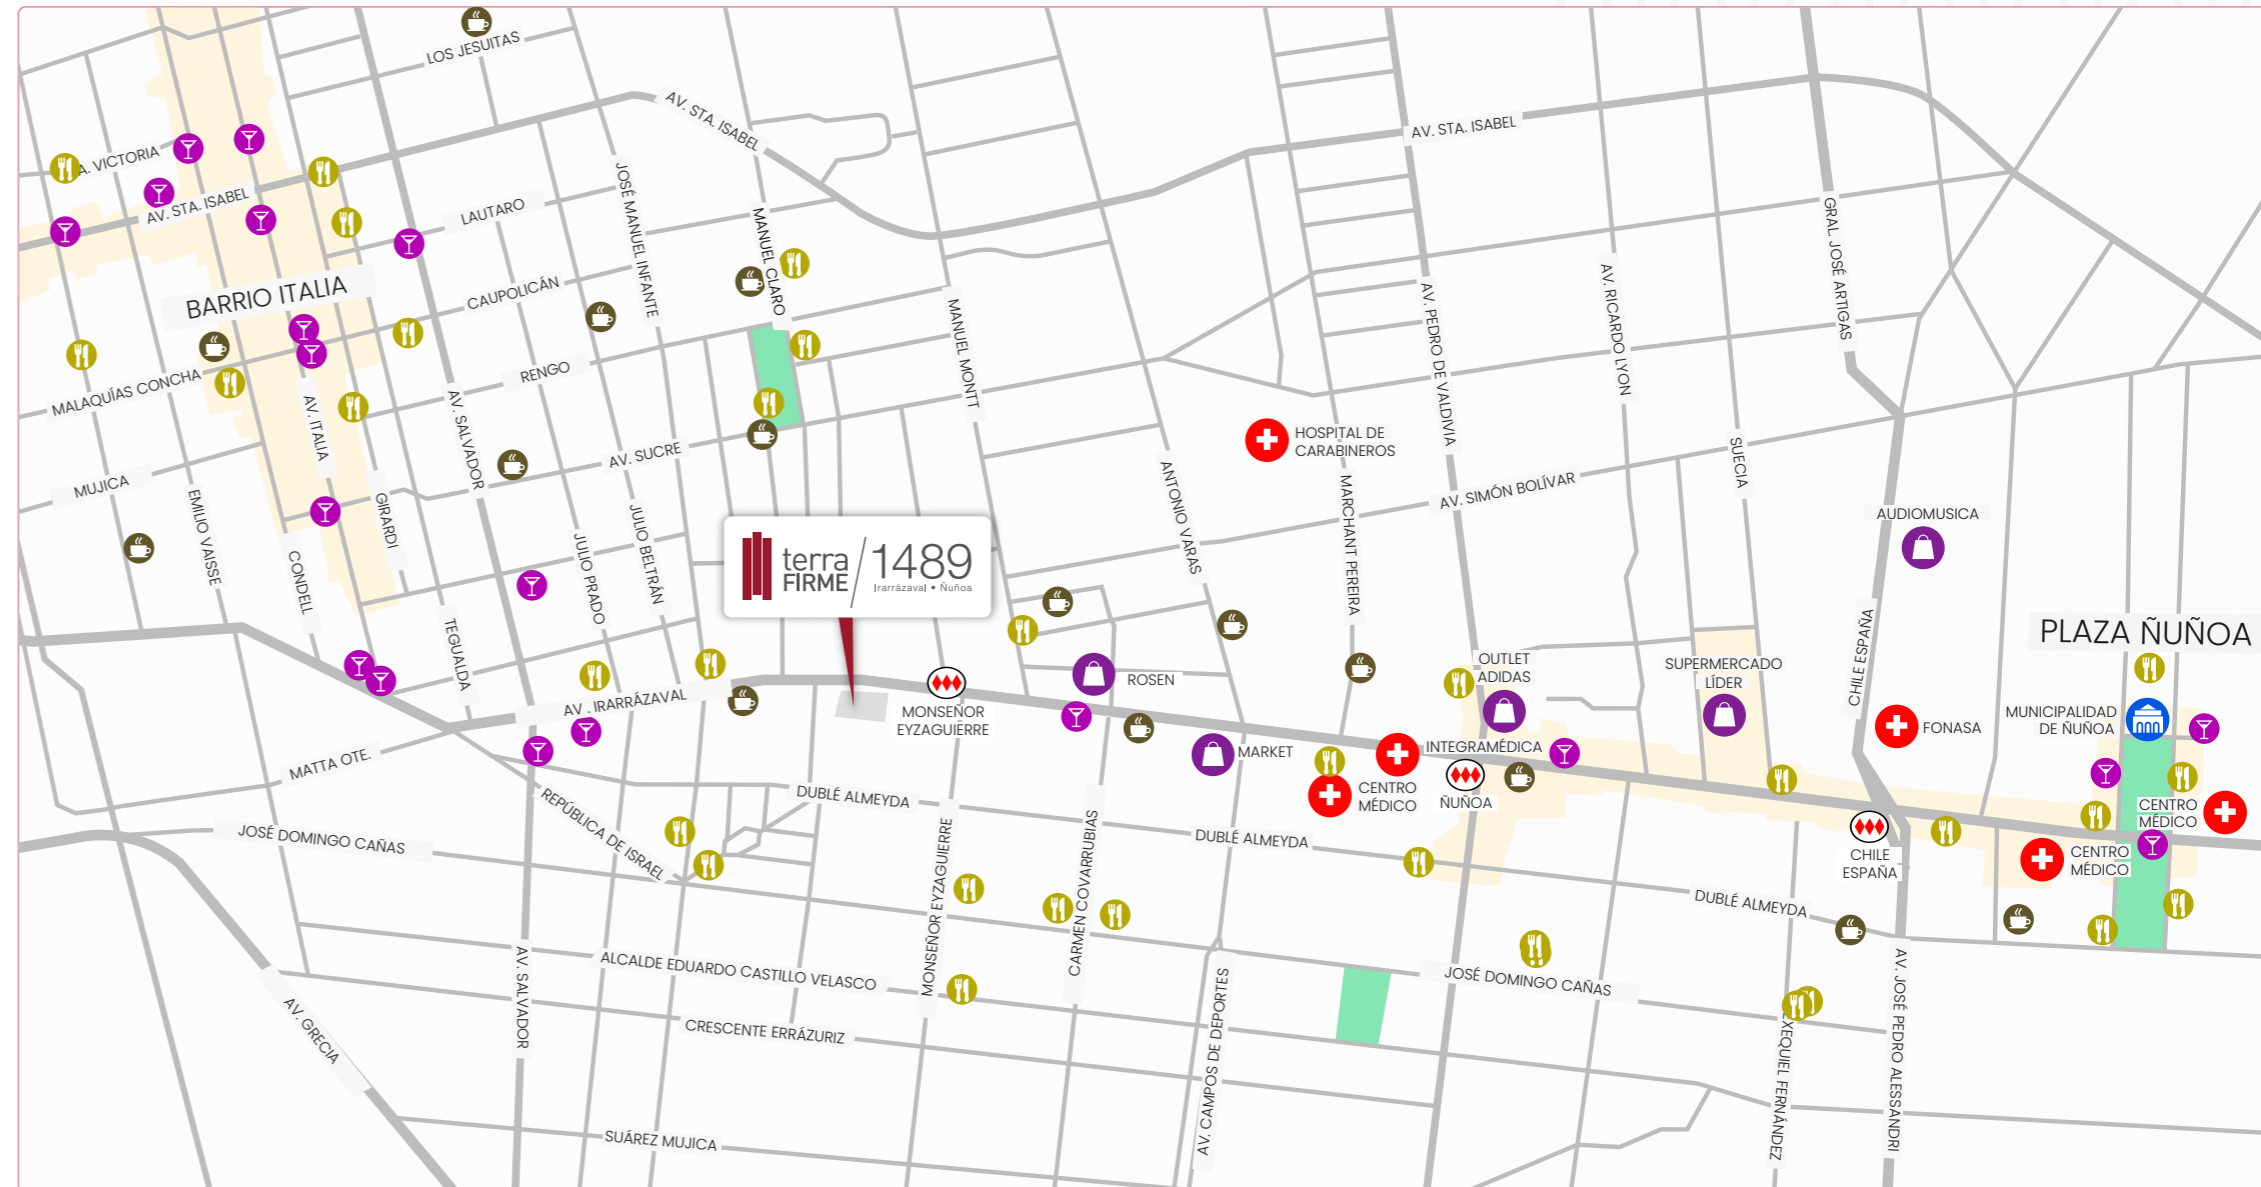 LOS JESUITAS
AV. STA. ISABEL
AV. STA. ISABEL
A. VICTORIA
AV. STA. ISABEL
LAUTARO
JOSÉ MANUEL INFANTE
MANUEL CLARO
GRAL. JOSÉ ARTIGAS
BARRIO ITALIA
CAUPOLICÁN
MANUEL MONTT
AV. PEDRO DE VALDIVIA
AV. RICARDO LYON
MALAQUÍAS CONCHA
RENGO
AV. ITALIA
AV. SALVADOR
AV. SUCRE
HOSPITAL DE
CARABINEROS
SUECIA
MUJICA
EMILIO VAISSE
GIRARDI
ANTONIO VARAS
MARCHANT PEREIRA
AV. SIMÓN BOLÍVAR
AUDIOMUSICA
CONDELL
JULIO PRADO
JULIO BELTRÁN
terra
FIRME
1489
Irarrázaval • Ñuñoa
TEGUALDA
CHILE ESPAÑA
PLAZA ÑUÑOA
OUTLET
ADIDAS
SUPERMERCADO
LÍDER
ROSEN
AV . IRARRÁZAVAL
MONSEÑOR
EYZAGUIERRE
MUNICIPALIDAD
DE ÑUÑOA
FONASA
MATTA OTE.
MARKET
INTEGRAMÉDICA
CENTRO
MÉDICO
ÑUÑOA
DUBLÉ ALMEYDA
REPÚBLICA DE ISRAEL
JOSÉ DOMINGO CAÑAS
DUBLÉ ALMEYDA
CENTRO
MÉDICO
CHILE
ESPAÑA
CENTRO
MÉDICO
MONSEÑOR EYZAGUIERRE
CARMEN COVARRUBIAS
DUBLÉ ALMEYDA
AV. SALVADOR
ALCALDE EDUARDO CASTILLO VELASCO
JOSÉ DOMINGO CAÑAS
AV. GRECIA
CRESCENTE ERRÁZURIZ
AV. CAMPOS DE DEPORTES
XEQUIEL FERNÁNDEZ
AV. JOSÉ PEDRO ALESSANDRI
SUÁREZ MUJICA